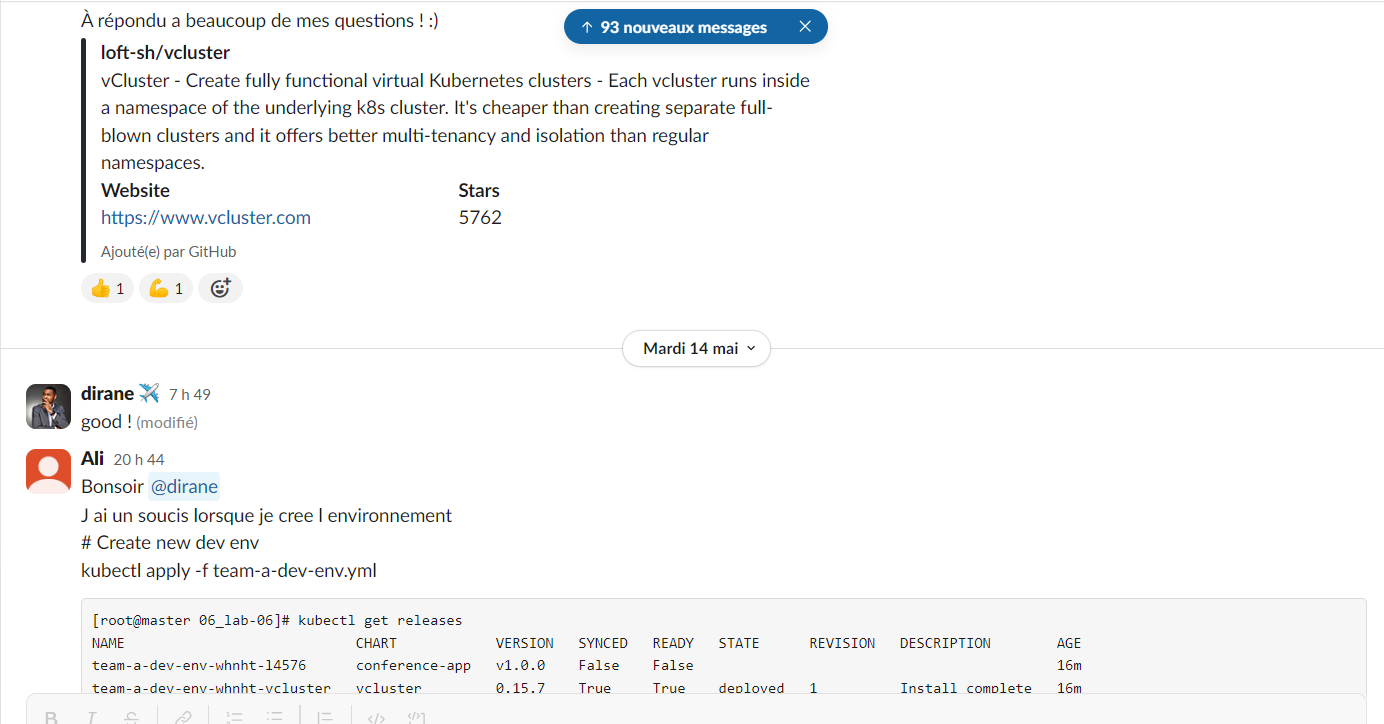 À répondu a beaucoup de mes questions ! :)
↑ 93 nouveaux messages
loft-sh/vcluster
vCluster - Create fully functional virtual Kubernetes clusters - Each vcluster runs inside
a namespace of the underlying k8s cluster. It's cheaper than creating separate full-
blown clusters and it offers better multi-tenancy and isolation than regular
namespaces.
Website Stars
https://www.vcluster.com 5762
Ajouté(e) par GitHub
👍 1 💪 1
Mardi 14 mai
dirane ✈️ 7 h 49
good ! (modifié)
Ali 20 h 44
Bonsoir @dirane
J ai un soucis lorsque je cree l environnement
# Create new dev env
kubectl apply -f team-a-dev-env.yml
[root@master 06_lab-06]# kubectl get releases
NAME CHART VERSION SYNCED READY STATE REVISION DESCRIPTION AGE
team-a-dev-env-whnht-l4576 conference-app v1.0.0 False False 16m
team-a-dev-env-whnht-vcluster vcluster 0.15.7 True True deployed 1 Install complete 16m